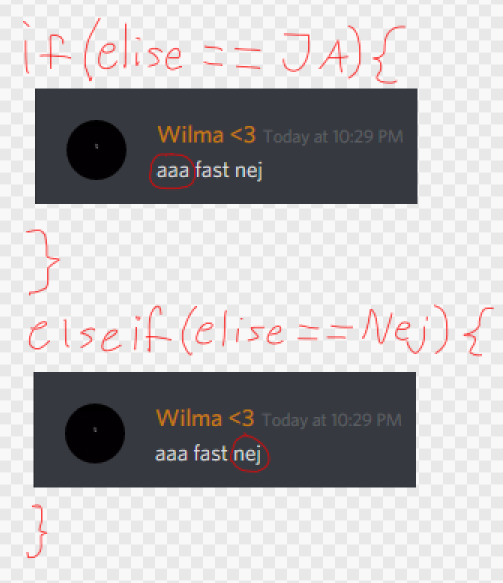 if(elise == JA){
Wilma <3 Today at 10:29 PM
aaa fast nej
}
elseif(elise==Nej){
Wilma <3 Today at 10:29 PM
aaa fast nej
}